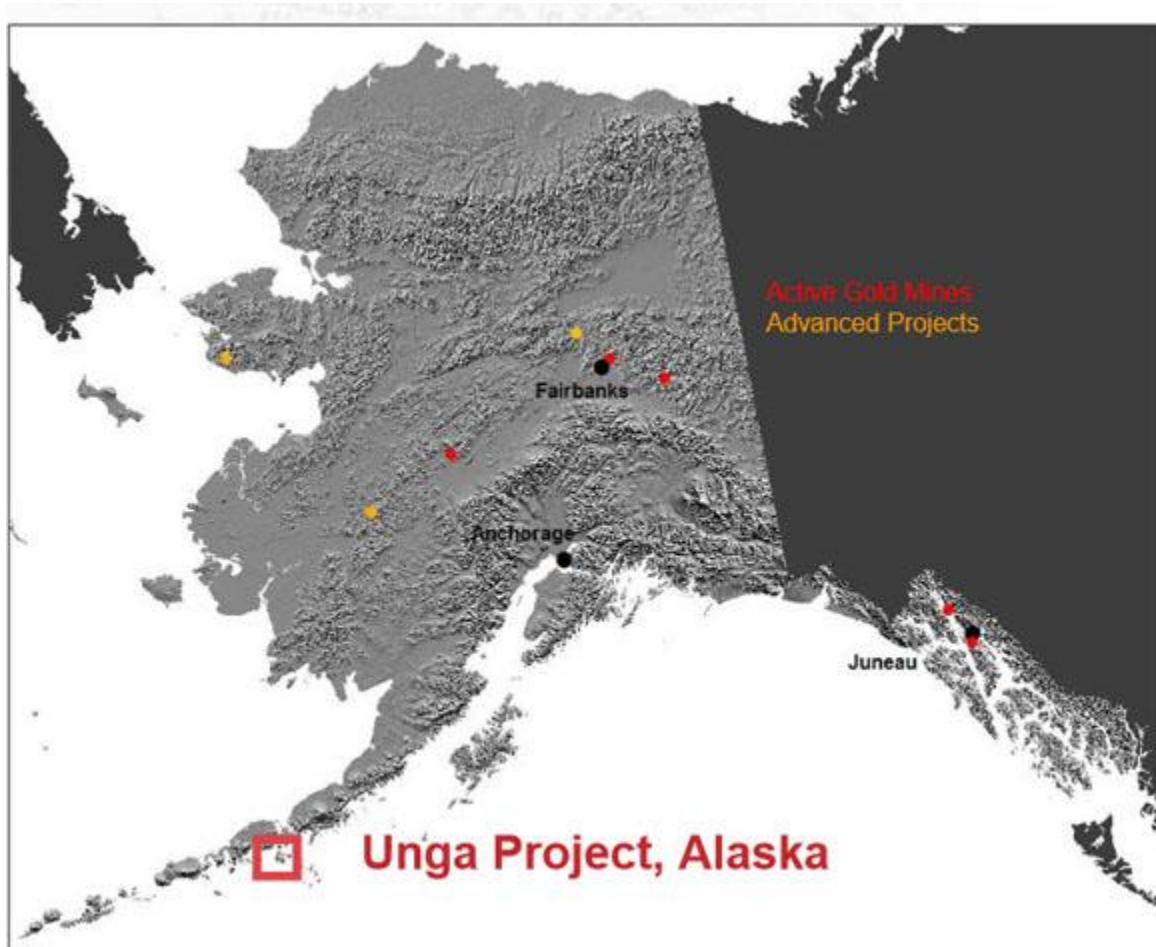 Active Gold Mines
Advanced Projects
Fairbanks
Anchorage
Juneau
Unga Project, Alaska